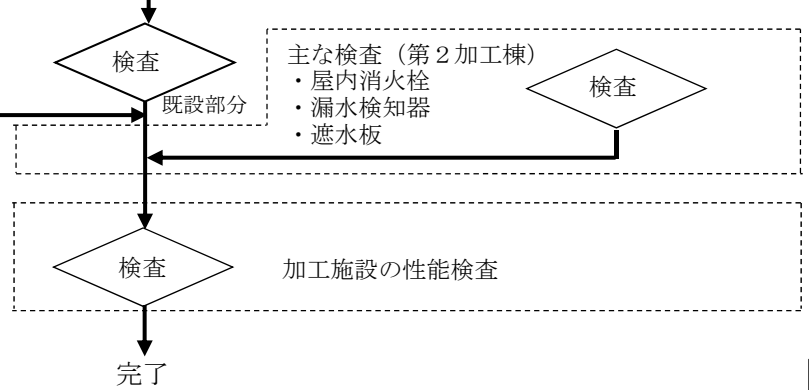 検査
主な検査（第２加工棟）
・屋内消火栓
・漏水検知器
・遮水板
検査
既設部分
検査
加工施設の性能検査
完了